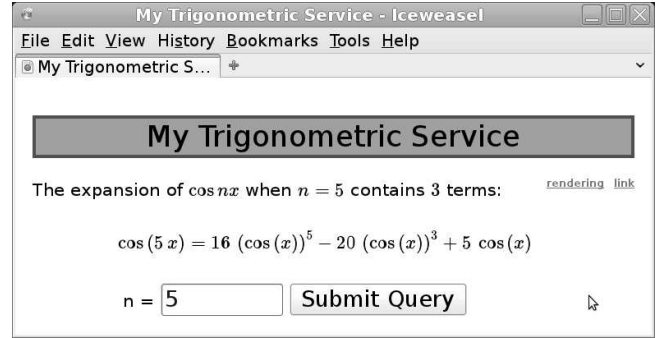 My Trigonometric Service - Iceweasel
File Edit View History Bookmarks Tools Help
My Trigonometric S...
My Trigonometric Service
The expansion of cos nx when n = 5 contains 3 terms:
rendering link
cos (5 x) = 16 (cos (x))⁵ − 20 (cos (x))³ + 5 cos (x)
n = 5 Submit Query